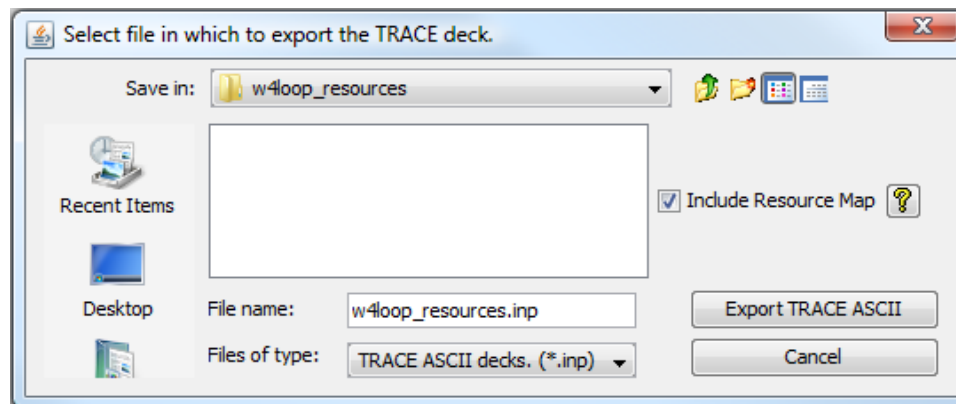 Select file in which to export the TRACE deck.
Save in: w4loop_resources
Recent Items
Include Resource Map
Desktop
File name: w4loop_resources.inp
Export TRACE ASCII
Files of type: TRACE ASCII decks. (*.inp)
Cancel